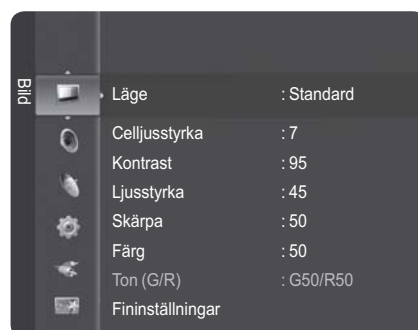 Bild
Läge : Standard
Celljusstyrka : 7
Kontrast : 95
Ljusstyrka : 45
Skärpa : 50
Färg : 50
Ton (G/R) : G50/R50
Fininställningar